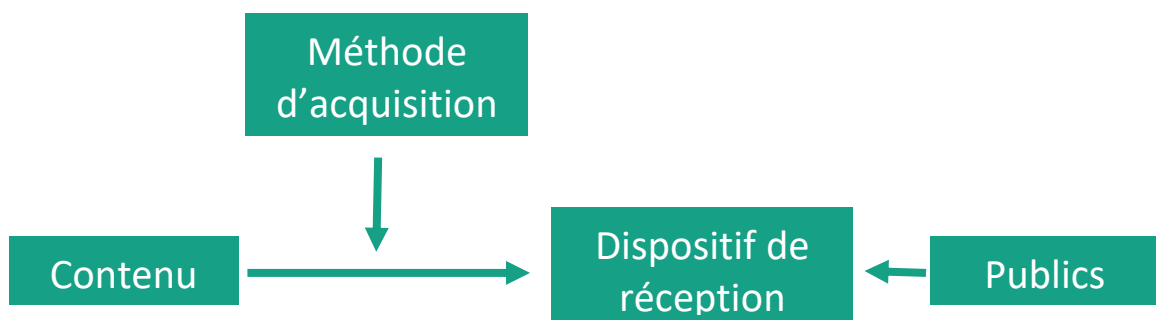 Méthode
d’acquisition
Contenu
Dispositif de
réception
Publics